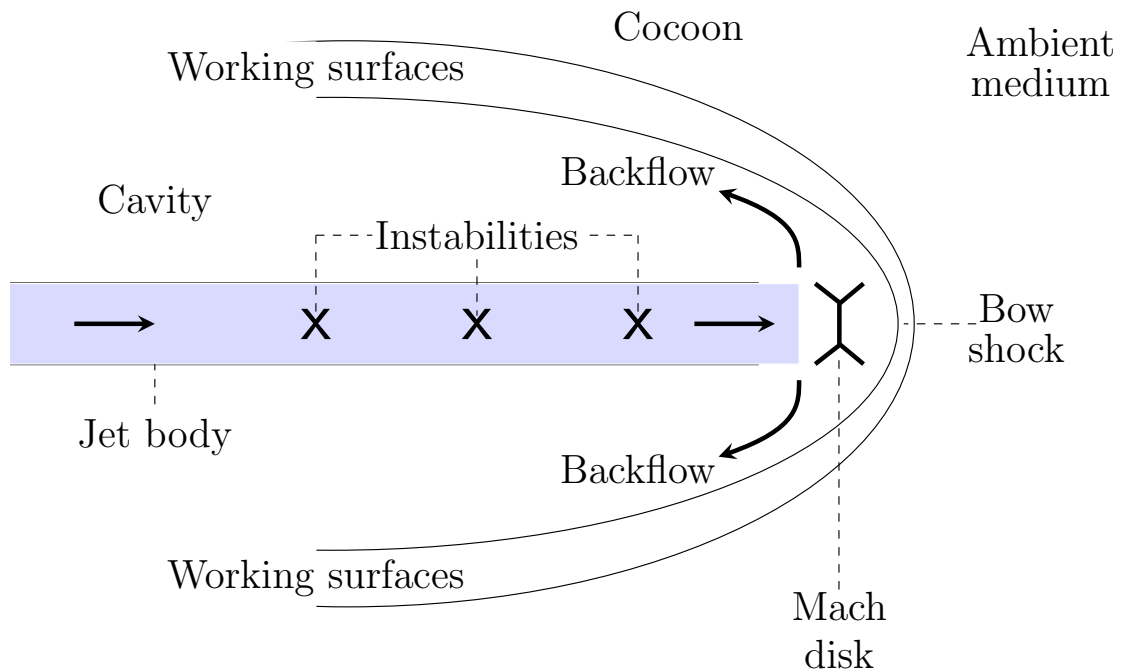 Cocoon
Ambient
medium
Working surfaces
Backflow
Cavity
Instabilities
X X X
Bow
shock
Jet body
Backflow
Working surfaces
Mach
disk